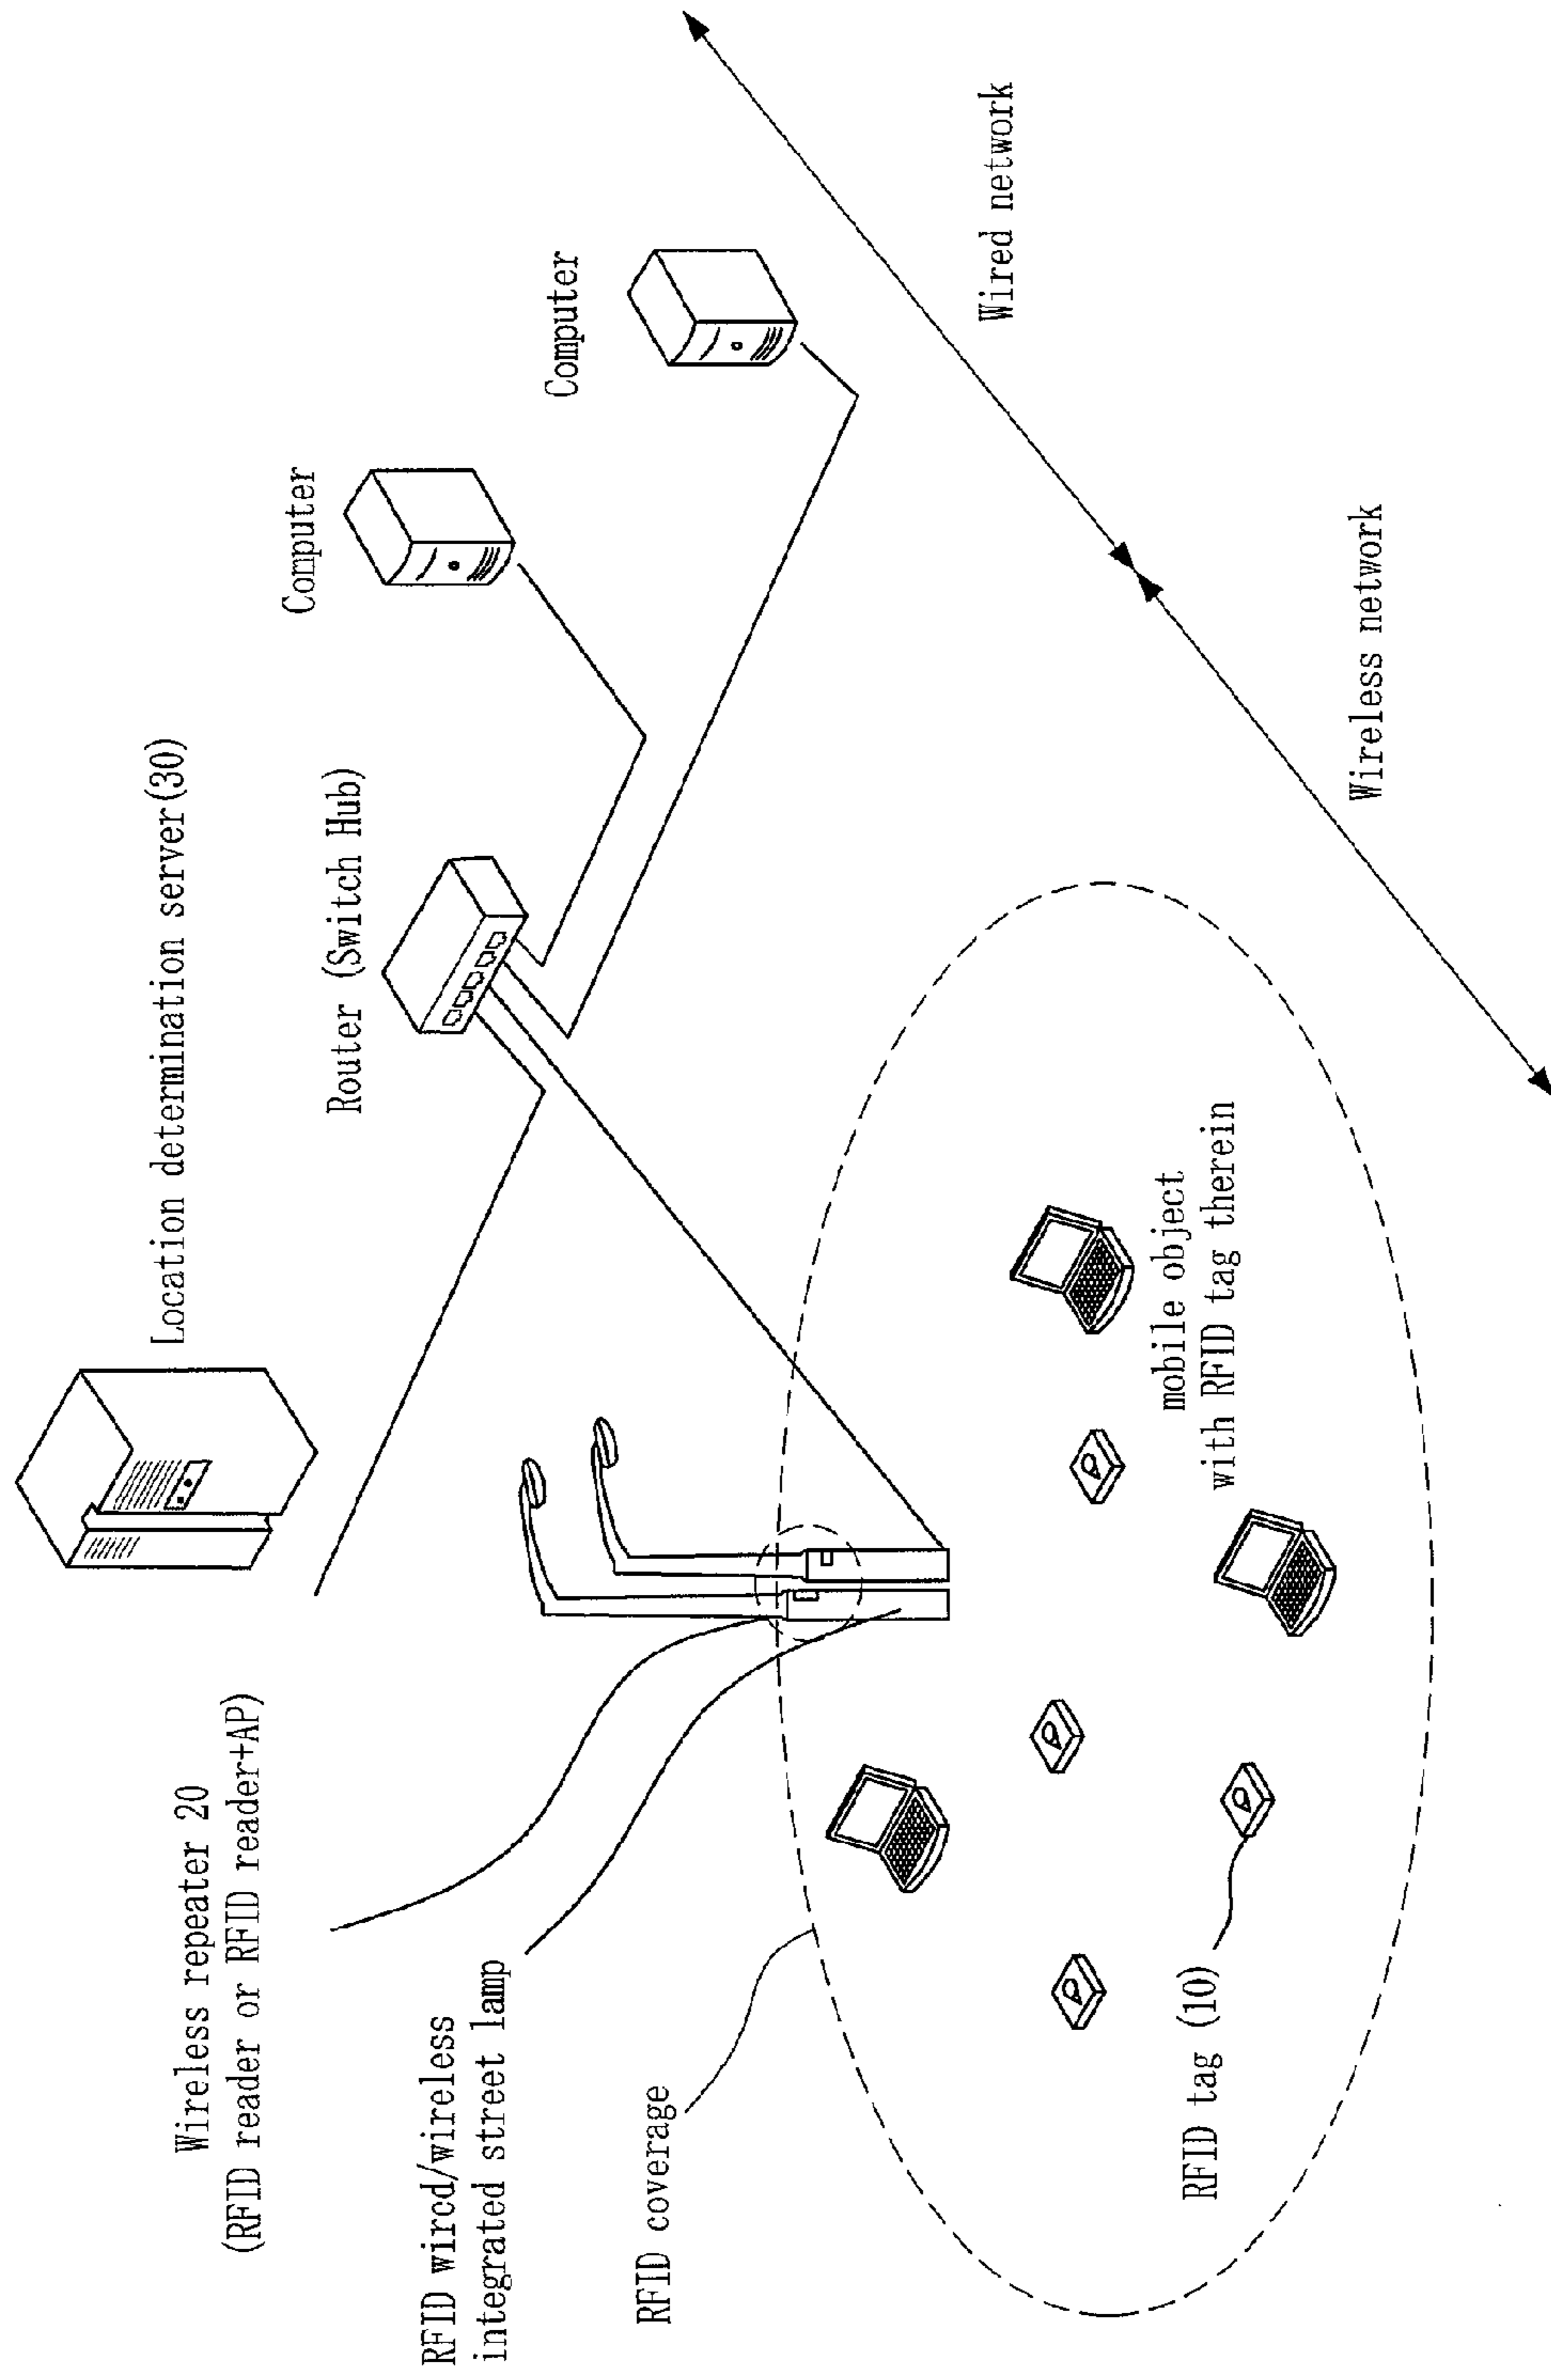 Wireless repeater 20
(RFID reader or RFID reader+AP)
Location determination server(30)
Router (Switch Hub)
Computer
Computer
RFID wircd/wireless
integrated street lamp
RFID coverage
RFID tag (10)
mobile object
with RFID tag therein
Wired network
Wireless network